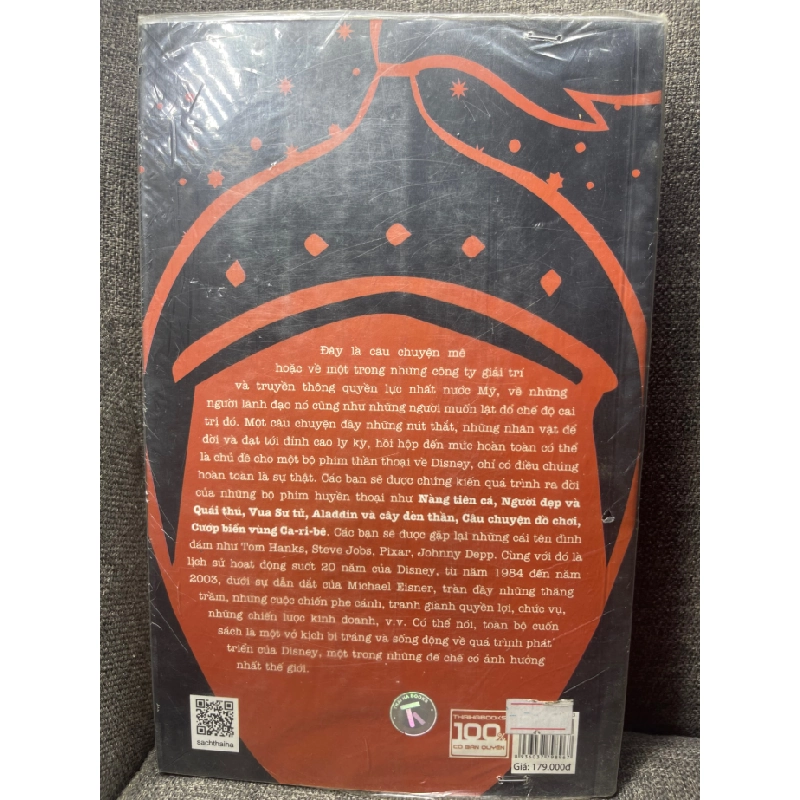 Đây là câu chuyện mê
hoặc về một trong những công ty giải trí
và truyền thông quyền lực nhất nước Mỹ, về những
người lãnh đạo nó cũng như những người muốn lật đổ chế độ cai
trị đó. Một câu chuyện đầy những nút thắt, những nhân vật để
đời và đạt tới đỉnh cao ly kỳ, hồi hộp đến mức hoàn toàn có thể
là chủ đề cho một bộ phim thần thoại về Disney, chỉ có điều chúng
hoàn toàn là sự thật. Các bạn sẽ được chứng kiến quá trình ra đời
của những bộ phim huyền thoại như Nàng tiên cá, Người đẹp và
Quái thú, Vua Sư tử, Aladdin và cây đèn thần, Câu chuyện đồ chơi,
Cướp biển vùng Ca-ri-bê. Các bạn sẽ được gặp lại những cái tên đình
đám như Tom Hanks, Steve Jobs, Pixar, Johnny Depp. Cùng với đó là
lịch sử hoạt động suốt 20 năm của Disney, từ năm 1984 đến năm
2003, dưới sự dẫn dắt của Michael Eisner, tràn đầy những thăng
trầm, những cuộc chiến phe cánh, tranh giành quyền lợi, chức vụ,
những chiến lược kinh doanh, v.v. Có thể nói, toàn bộ cuốn
sách là một vở kịch bi tráng và sống động về quá trình phát
triển của Disney, một trong những đế chế có ảnh hưởng
nhất thế giới.
sachthaiha
THAIHA BOOKS
THAIHABOOKS
100%
CÓ BẢN QUYỀN
Giá: 179.000đ